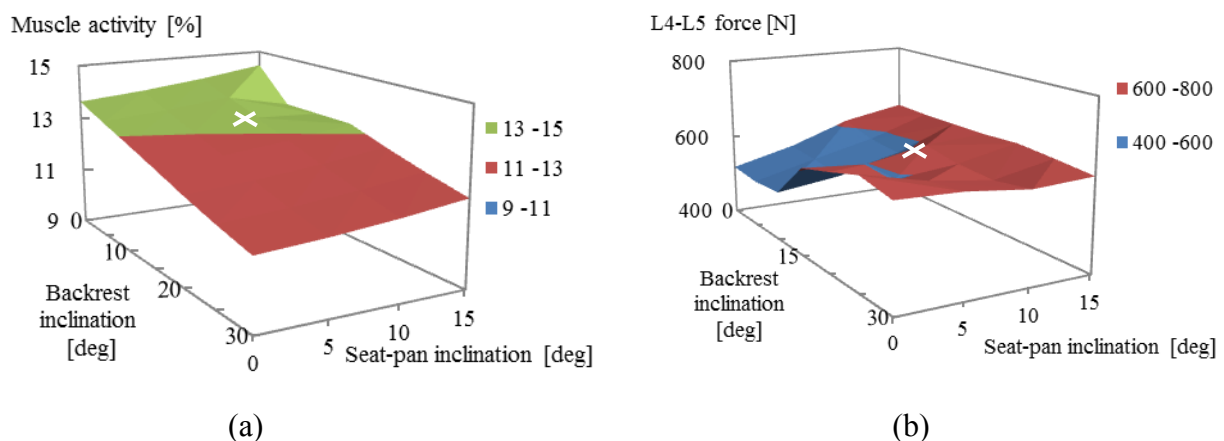 Muscle activity [%]
15
13
11
9 0
10
20
30
0
5
10
15
Backrest
inclination
[deg]
Seat-pan inclination [deg]
13 -15
11 -13
9 -11
(a)
L4-L5 force [N]
800
600
400 0
15
30
0
5
10
15
Backrest
inclination
[deg]
Seat-pan inclination [deg]
600 -800
400 -600
(b)